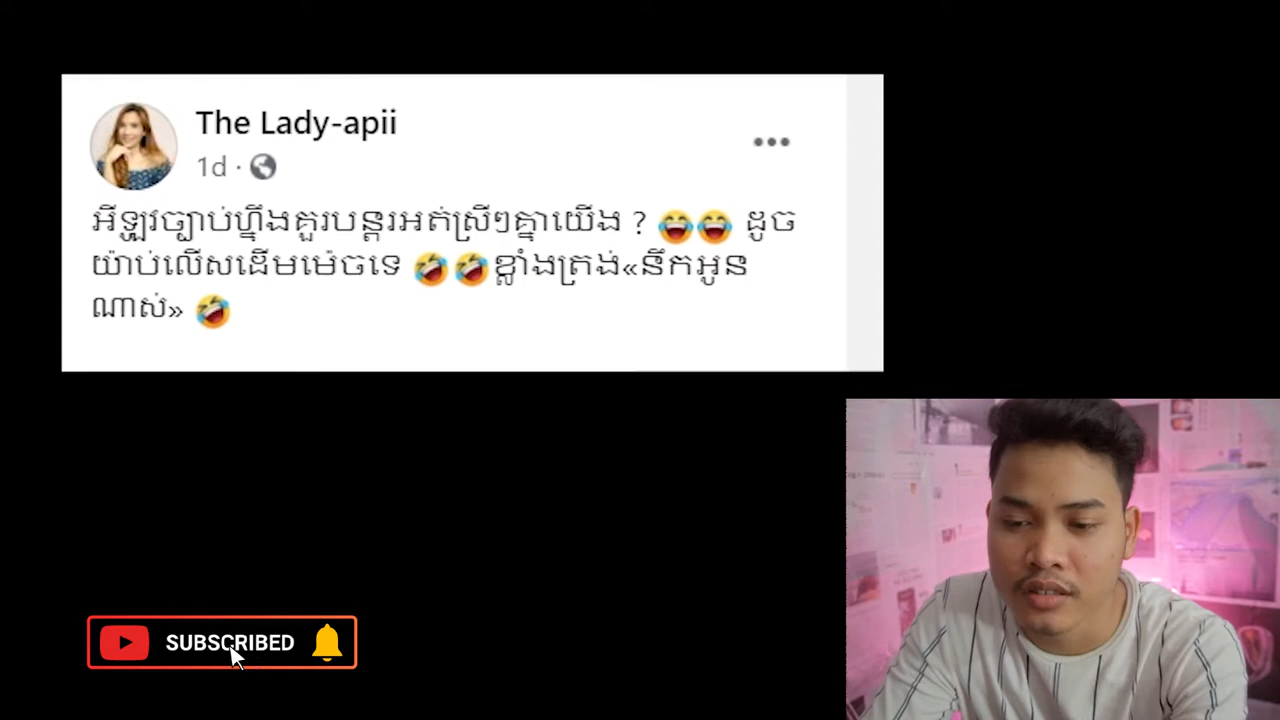 The Lady-apii
1d ·
អីឡូវច្បាប់ហ្នឹងគួរបន្តរអត់ស្រីៗគ្នាយើង ? 😂😂 ដូច
យ៉ាប់លើសដើមម៉េចទេ 🤣🤣ខ្លាំងត្រង់«នឹកអូន
ណាស់» 🤣
SUBSCRIBED